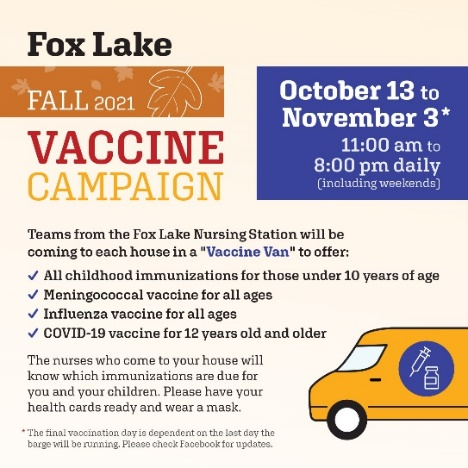 Fox Lake
FALL 2021
VACCINE
CAMPAIGN
October 13 to
November 3*
11:00 am to
8:00 pm daily
(including weekends)
Teams from the Fox Lake Nursing Station will be
coming to each house in a "Vaccine Van" to offer:
✓ All childhood immunizations for those under 10 years of age
✓ Meningococcal vaccine for all ages
✓ Influenza vaccine for all ages
✓ COVID-19 vaccine for 12 years old and older
The nurses who come to your house will
know which immunizations are due for
you and your children. Please have your
health cards ready and wear a mask.
* The final vaccination day is dependent on the last day the
barge will be running. Please check Facebook for updates.